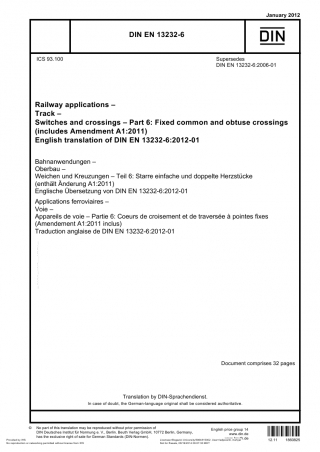 January 2012
DIN EN 13232-6
DIN
ICS 93.100
Supersedes
DIN EN 13232-6:2006-01
Railway applications –
Track –
Switches and crossings – Part 6: Fixed common and obtuse crossings
(includes Amendment A1:2011)
English translation of DIN EN 13232-6:2012-01
Bahnanwendungen –
Oberbau –
Weichen und Kreuzungen – Teil 6: Starre einfache und doppelte Herzstücke
(enthält Änderung A1:2011)
Englische Übersetzung von DIN EN 13232-6:2012-01
Applications ferroviaires –
Voie –
Appareils de voie – Partie 6: Coeurs de croisement et de traversée à pointes fixes
(Amendement A1:2011 inclus)
Traduction anglaise de DIN EN 13232-6:2012-01
Document comprises 32 pages
Translation by DIN-Sprachendienst.
In case of doubt, the German-language original shall be considered authoritative.
© No part of this translation may be reproduced without prior permission of
DIN Deutsches Institut für Normung e. V., Berlin. Beuth Verlag GmbH, 10772 Berlin, Germany,
has the exclusive right of sale for German Standards (DIN-Normen).
English price group 14
www.din.de
12.11